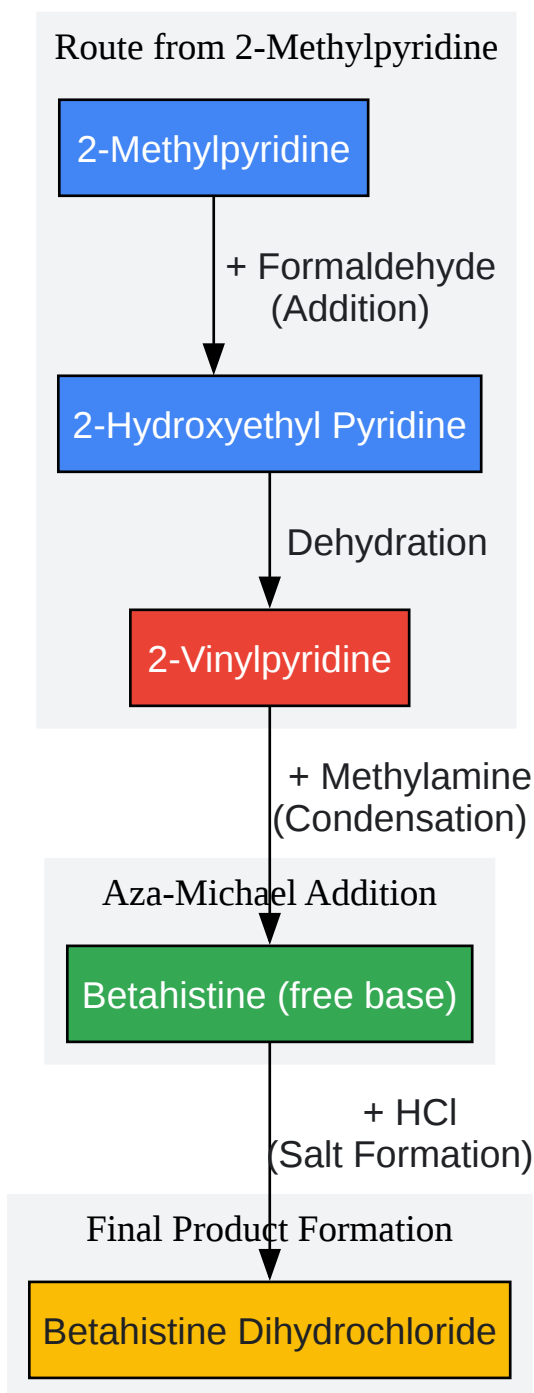 Route from 2-Methylpyridine
2-Methylpyridine
+ Formaldehyde
(Addition)
2-Hydroxyethyl Pyridine
Dehydration
2-Vinylpyridine
+ Methylamine
(Condensation)
Aza-Michael Addition
Betahistine (free base)
+ HCl
(Salt Formation)
Final Product Formation
Betahistine Dihydrochloride